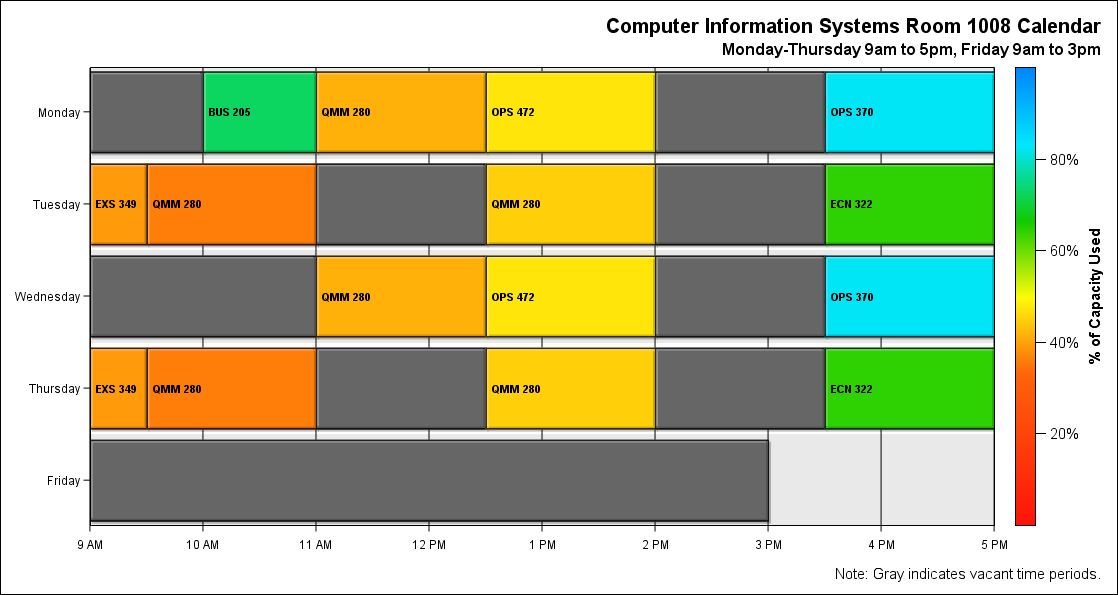 Computer Information Systems Room 1008 Calendar
Monday-Thursday 9am to 5pm, Friday 9am to 3pm
Monday
BUS 205
QMM 280
OPS 472
OPS 370
Tuesday
EXS 349
QMM 280
QMM 280
ECN 322
Wednesday
QMM 280
OPS 472
OPS 370
Thursday
EXS 349
QMM 280
QMM 280
ECN 322
Friday
9 AM
10 AM
11 AM
12 PM
1 PM
2 PM
3 PM
4 PM
5 PM
80%
60%
40%
20%
% of Capacity Used
Note: Gray indicates vacant time periods.